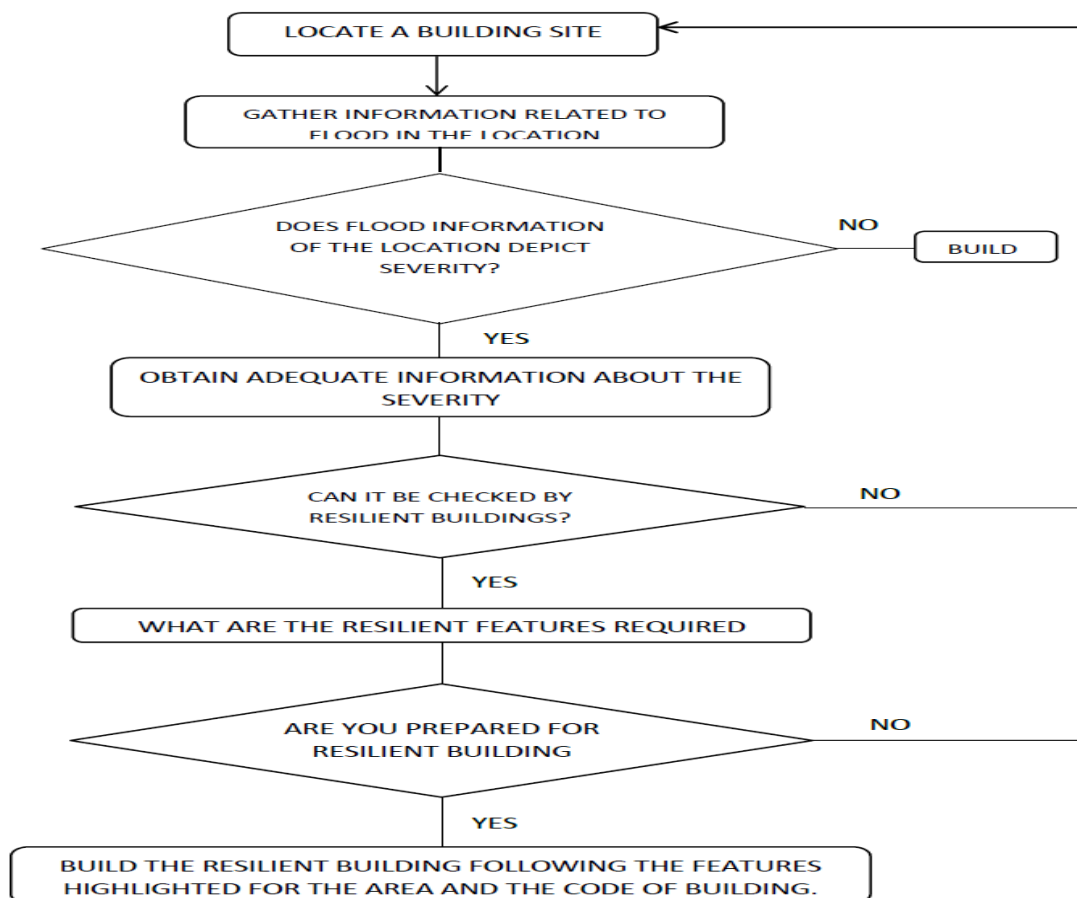 LOCATE A BUILDING SITE
GATHER INFORMATION RELATED TO
FLOOD IN THE LOCATION
DOES FLOOD INFORMATION
OF THE LOCATION DEPICT
SEVERITY?
NO
BUILD
YES
OBTAIN ADEQUATE INFORMATION ABOUT THE
SEVERITY
CAN IT BE CHECKED BY
RESILIENT BUILDINGS?
NO
YES
WHAT ARE THE RESILIENT FEATURES REQUIRED
ARE YOU PREPARED FOR
RESILIENT BUILDING
NO
YES
BUILD THE RESILIENT BUILDING FOLLOWING THE FEATURES
HIGHLIGHTED FOR THE AREA AND THE CODE OF BUILDING.